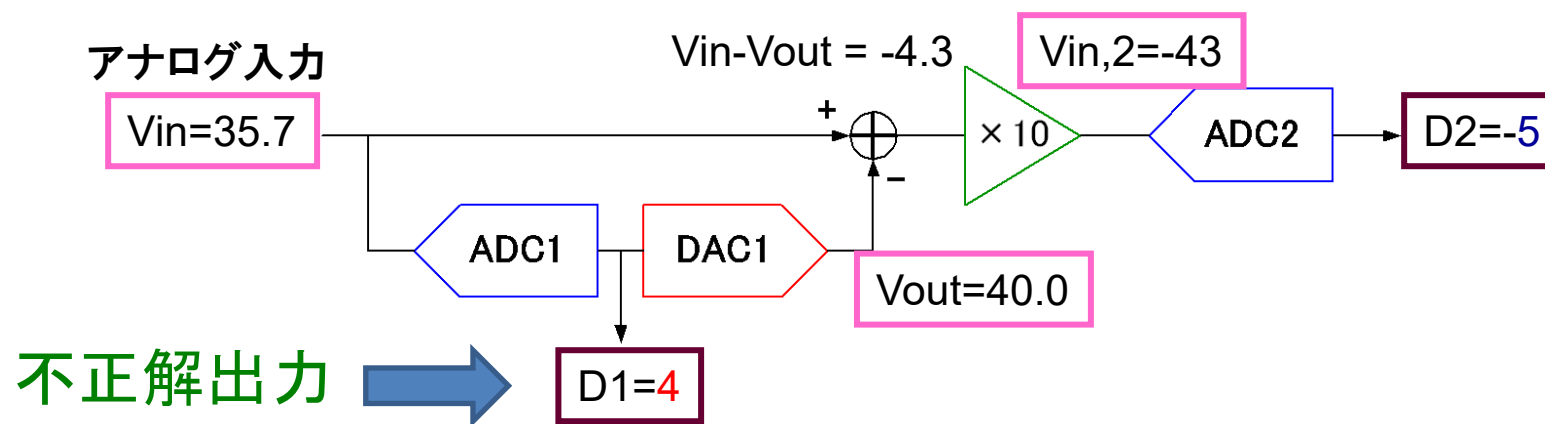 アナログ入力
Vin=35.7
Vin-Vout = -4.3
Vin,2=-43
+
−
×10
ADC2
D2=-5
ADC1
DAC1
Vout=40.0
不正解出力
D1=4